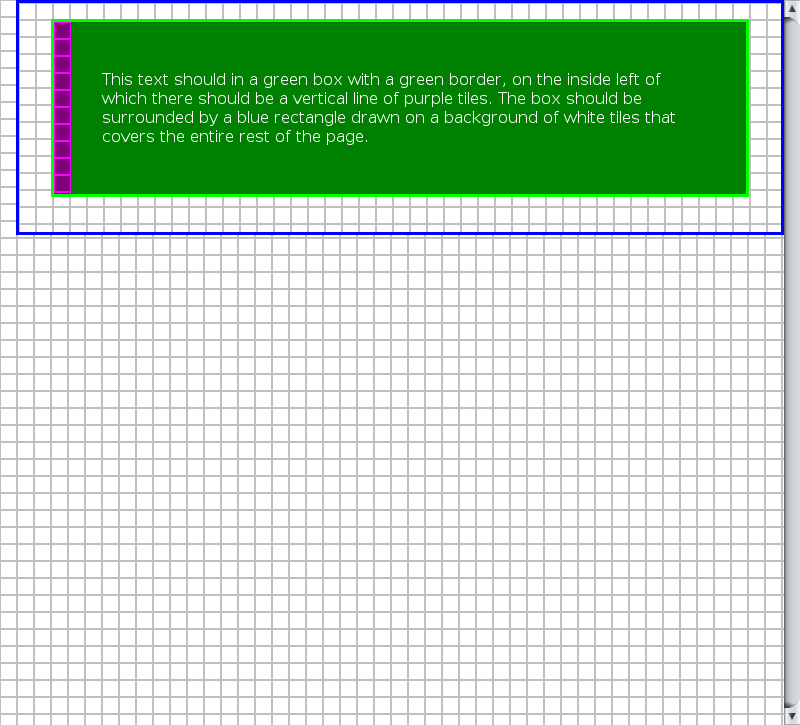 This text should in a green box with a green border, on the inside left of
which there should be a vertical line of purple tiles. The box should be
surrounded by a blue rectangle drawn on a background of white tiles that
covers the entire rest of the page.